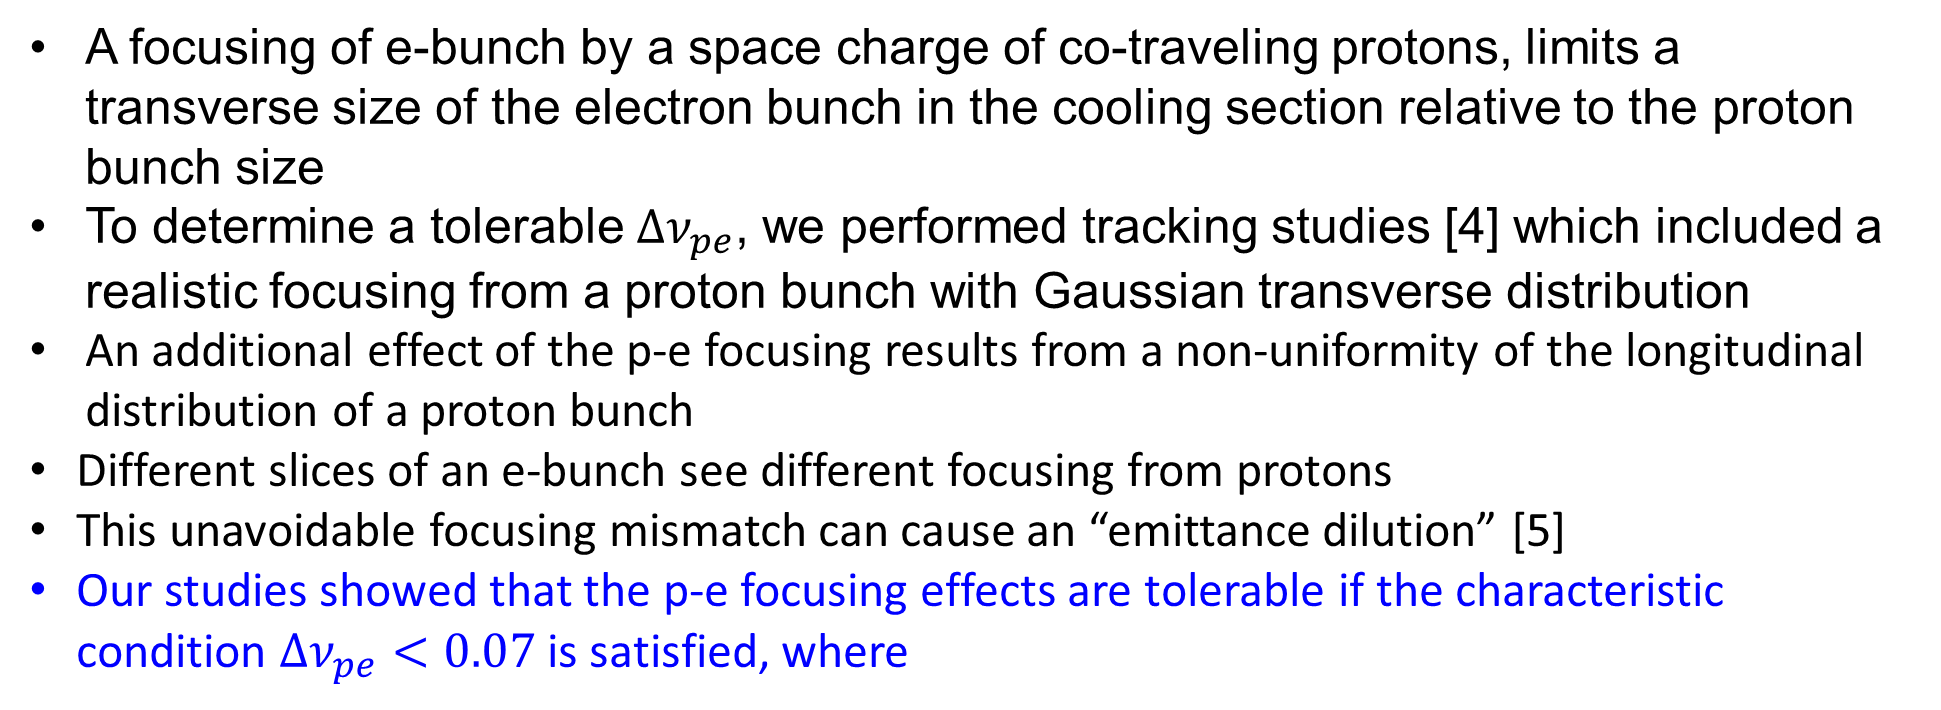 • A focusing of e-bunch by a space charge of co-traveling protons, limits a
transverse size of the electron bunch in the cooling section relative to the proton
bunch size
• To determine a tolerable Δν_pe, we performed tracking studies [4] which included a
realistic focusing from a proton bunch with Gaussian transverse distribution
• An additional effect of the p-e focusing results from a non-uniformity of the longitudinal
distribution of a proton bunch
• Different slices of an e-bunch see different focusing from protons
• This unavoidable focusing mismatch can cause an “emittance dilution” [5]
• Our studies showed that the p-e focusing effects are tolerable if the characteristic
condition Δν_pe < 0.07 is satisfied, where